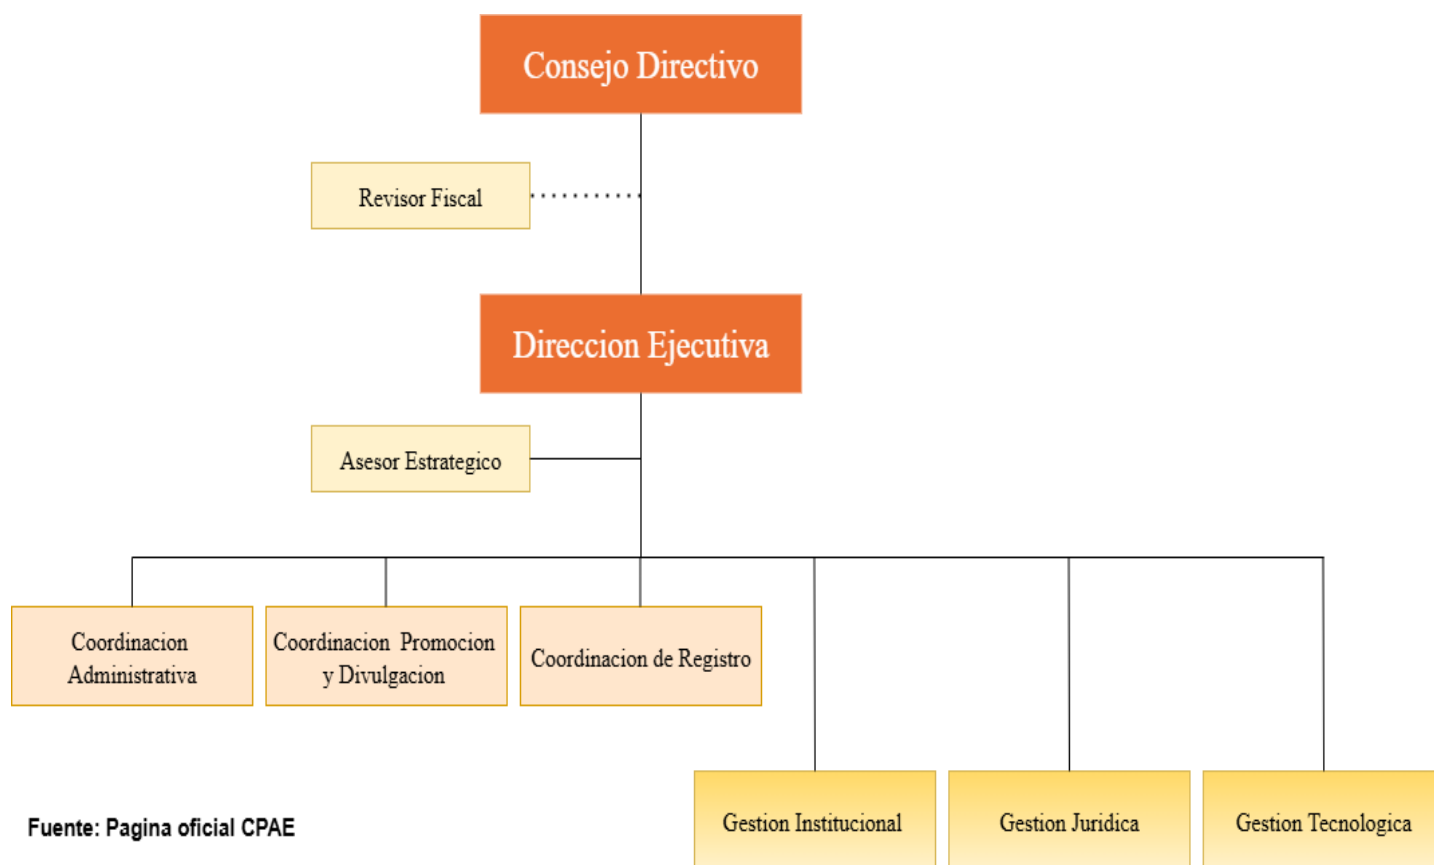 Consejo Directivo
Revisor Fiscal
Direccion Ejecutiva
Asesor Estrategico
Coordinacion
Administrativa
Coordinacion Promocion
y Divulgacion
Coordinacion de Registro
Gestion Institucional
Gestion Juridica
Gestion Tecnologica
Fuente: Pagina oficial CPAE